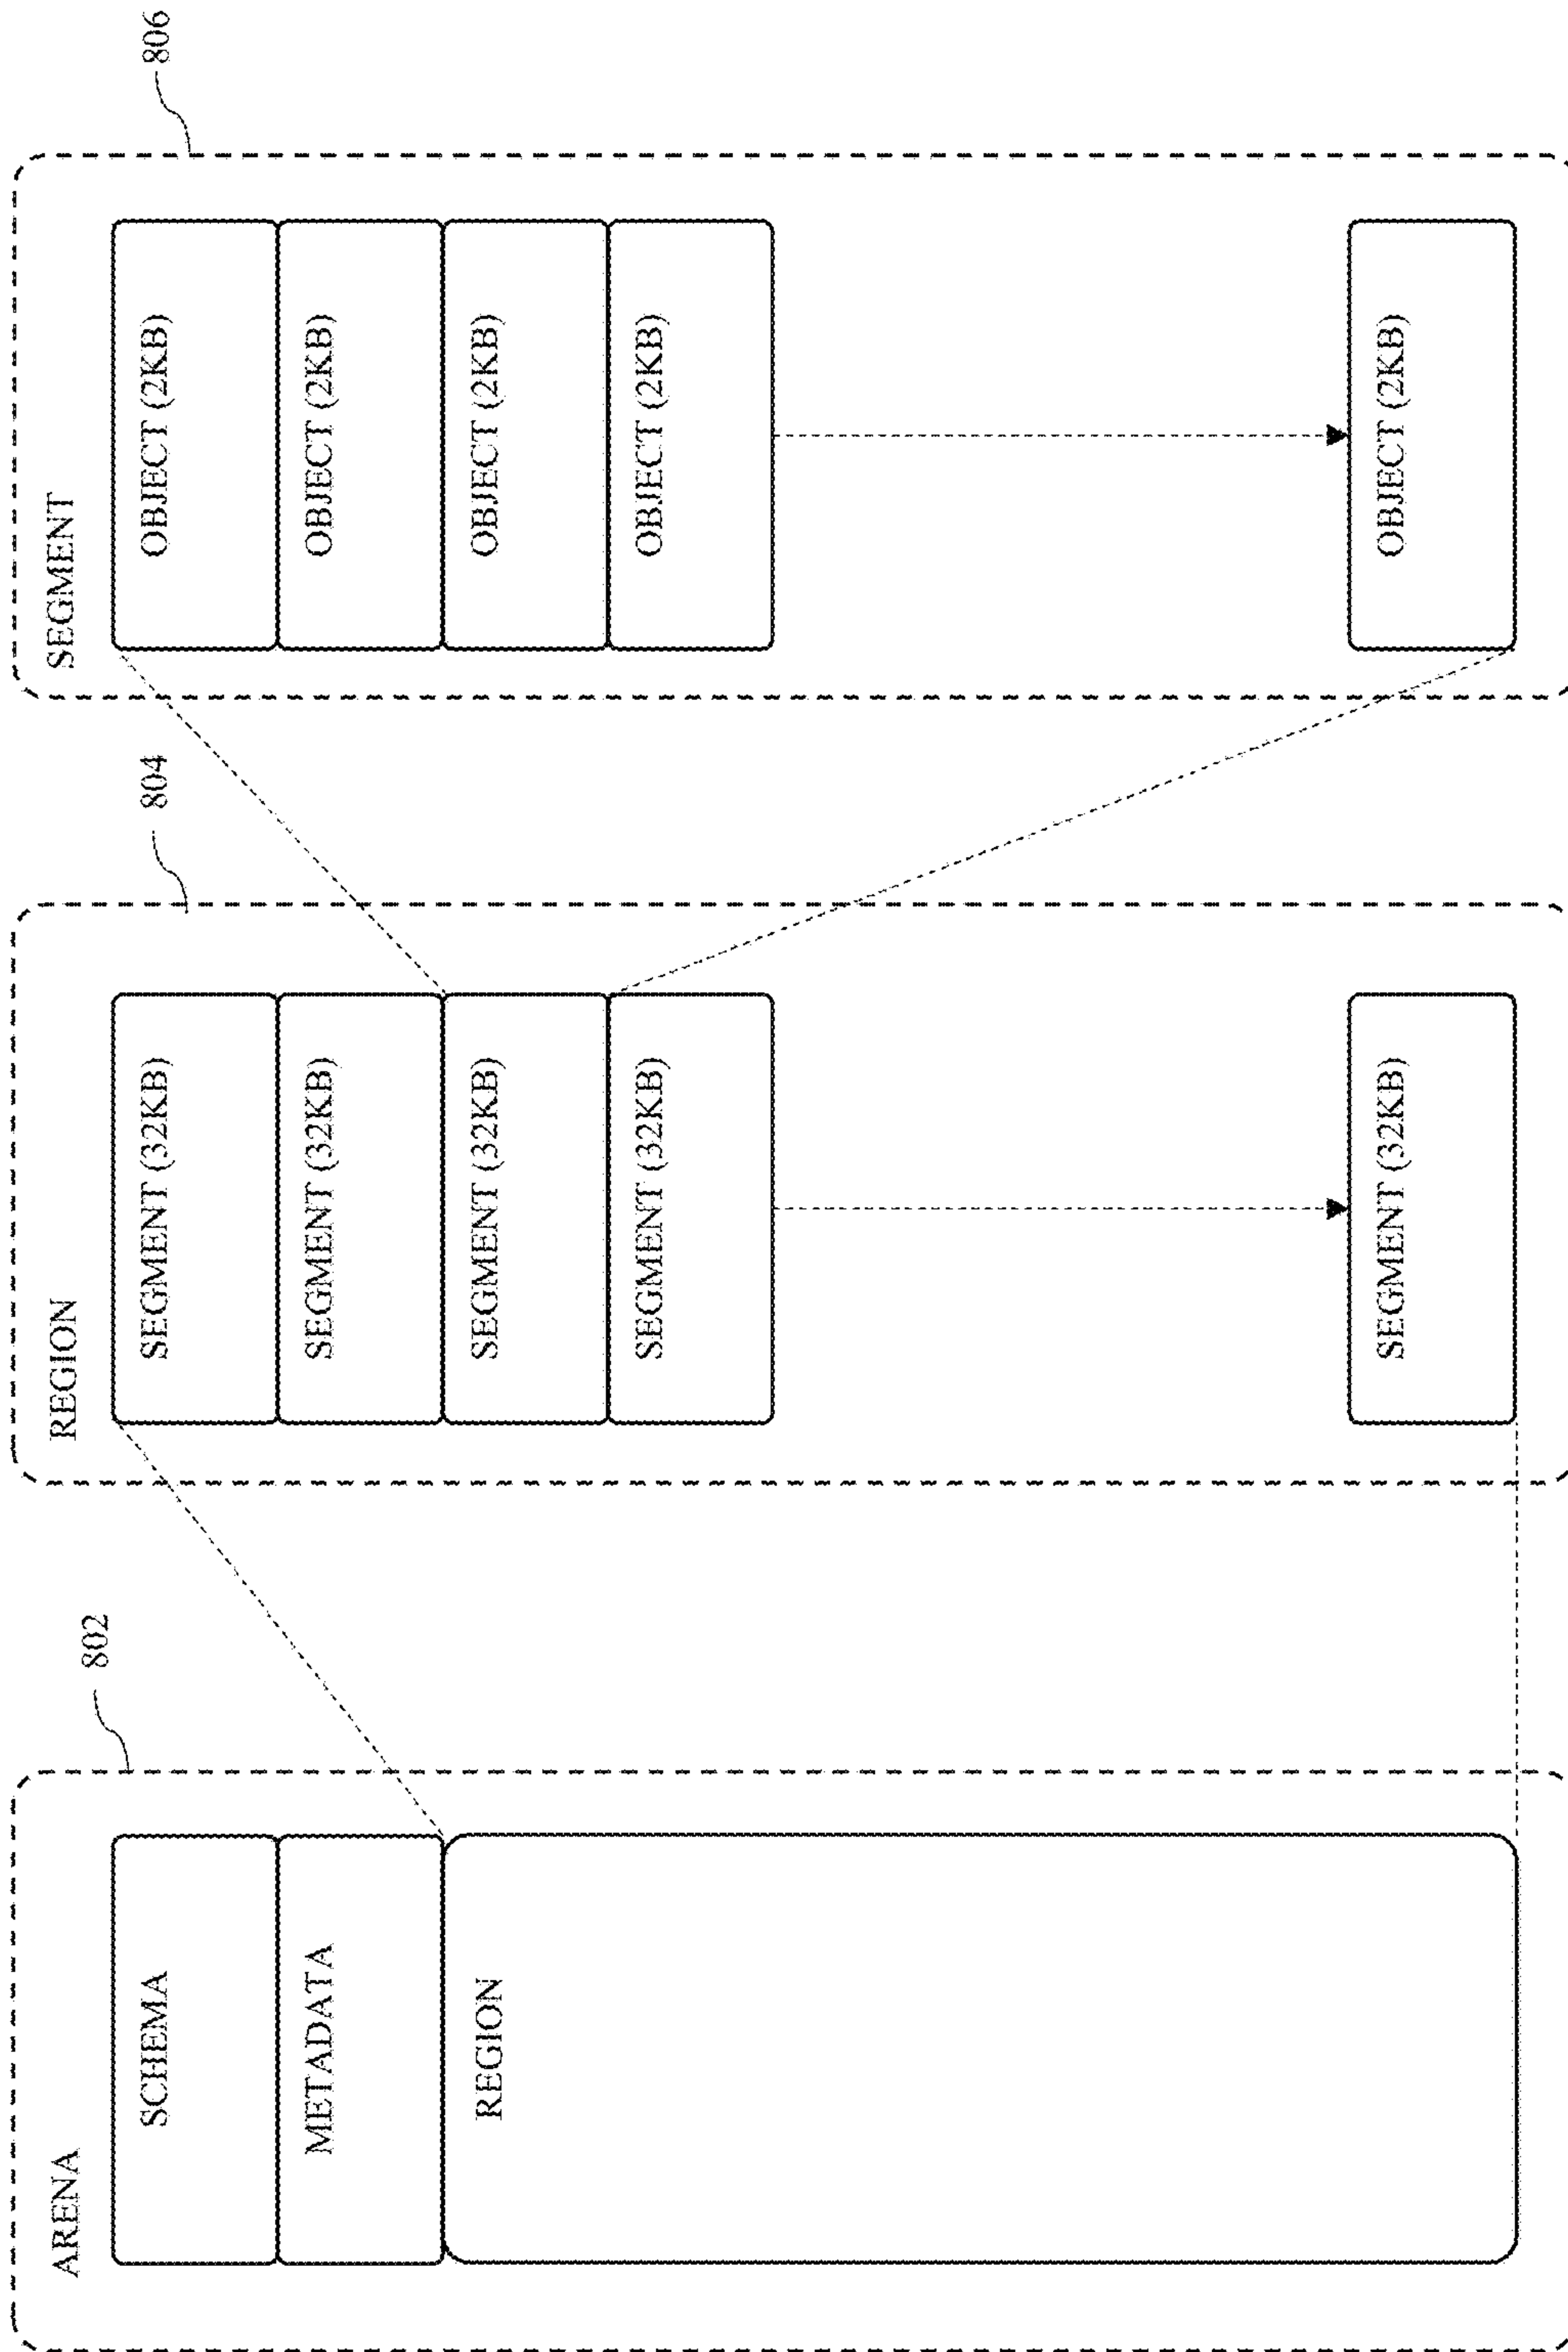 ARENA
802
SCHEMA
METADATA
REGION
REGION
804
SEGMENT (32KB)
SEGMENT (32KB)
SEGMENT (32KB)
SEGMENT (32KB)
SEGMENT (32KB)
SEGMENT
806
OBJECT (2KB)
OBJECT (2KB)
OBJECT (2KB)
OBJECT (2KB)
OBJECT (2KB)